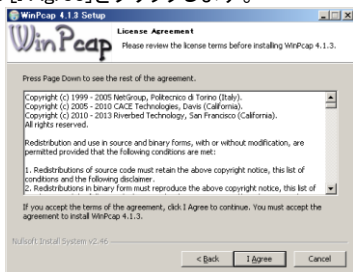 [I Agree]をクリックします。
WinPcap 4.1.3 Setup
WinPcap
License Agreement
Please review the license terms before installing WinPcap 4.1.3.
Press Page Down to see the rest of the agreement.
Copyright (c) 1999 - 2005 NetGroup, Politecnico di Torino (Italy).
Copyright (c) 2005 - 2010 CACE Technologies, Davis (California).
Copyright (c) 2010 - 2013 Riverbed Technology, San Francisco (California).
All rights reserved.
Redistribution and use in source and binary forms, with or without modification, are
permitted provided that the following conditions are met:
1. Redistributions of source code must retain the above copyright notice, this list of
conditions and the following disclaimer.
2. Redistributions in binary form must reproduce the above copyright notice, this list of
If you accept the terms of the agreement, click I Agree to continue. You must accept the
agreement to install WinPcap 4.1.3.
Nullsoft Install System v2.46
< Back
I Agree
Cancel